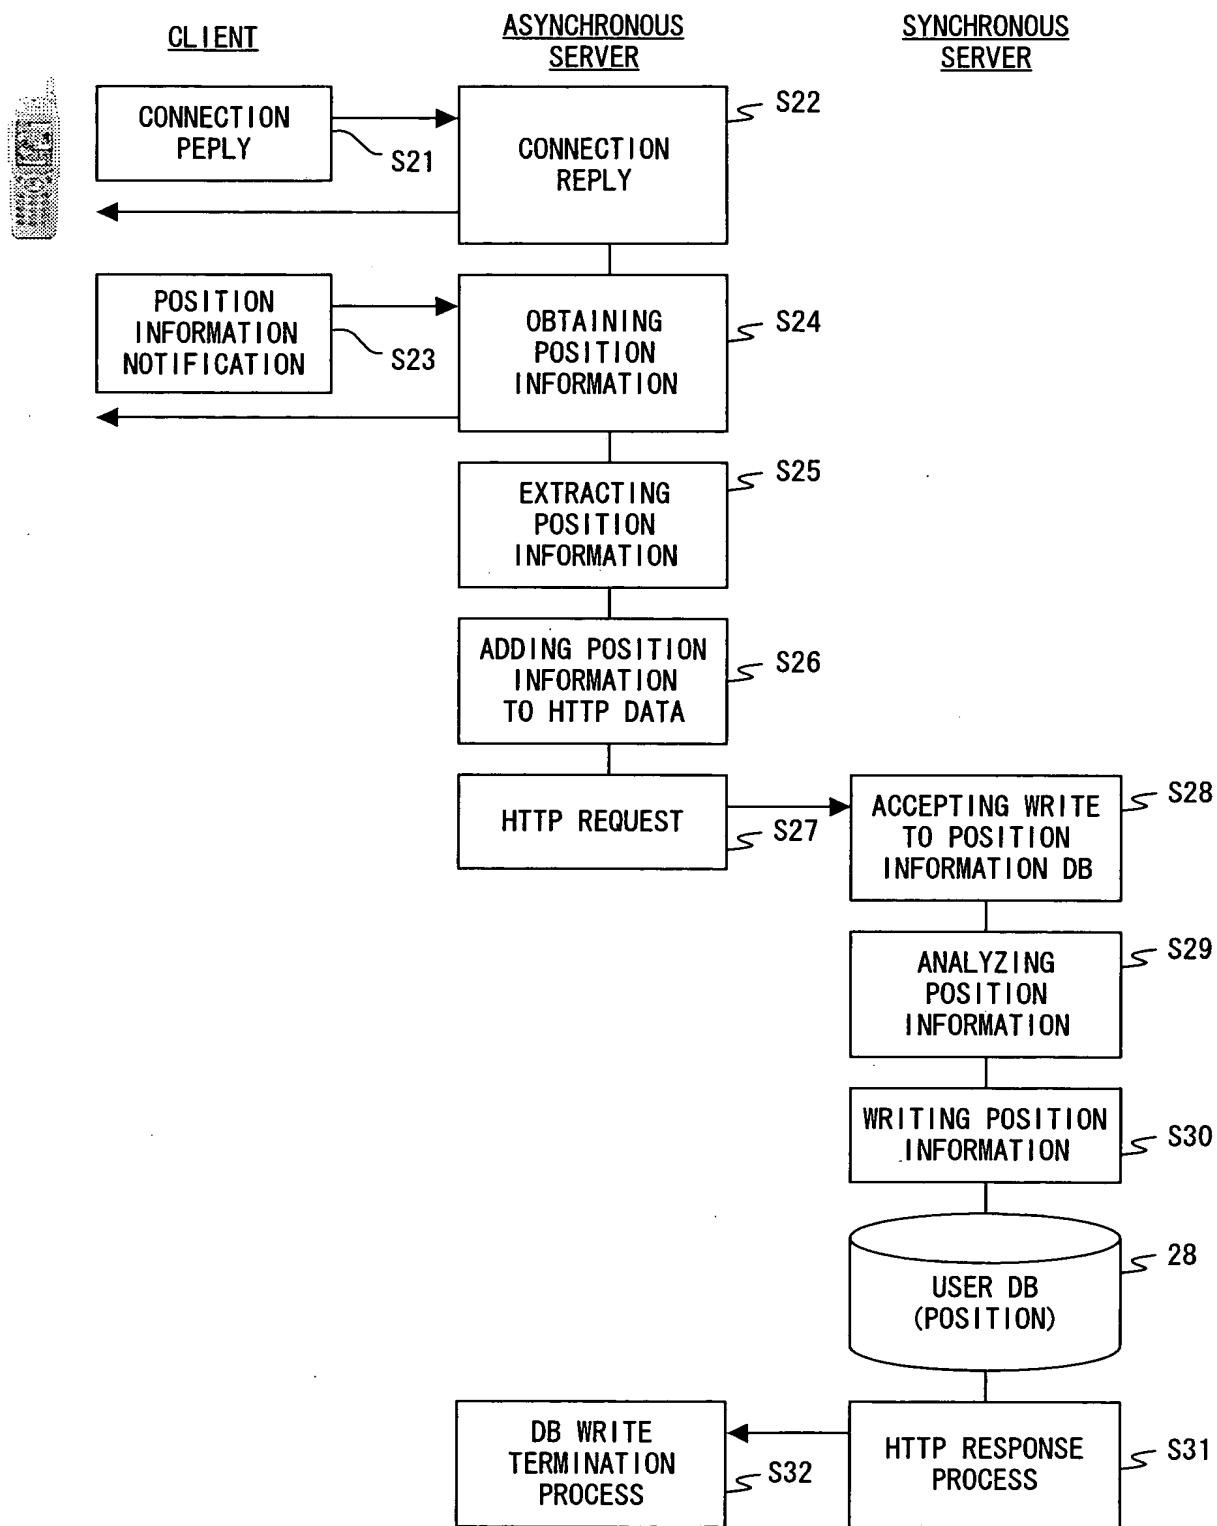 CLIENT
ASYNCHRONOUS
SERVER
SYNCHRONOUS
SERVER
CONNECTION
PEPLY
S21
CONNECTION
REPLY
S22
POSITION
INFORMATION
NOTIFICATION
S23
OBTAINING
POSITION
INFORMATION
S24
EXTRACTING
POSITION
INFORMATION
S25
ADDING POSITION
INFORMATION
TO HTTP DATA
S26
HTTP REQUEST
S27
ACCEPTING WRITE
TO POSITION
INFORMATION DB
S28
ANALYZING
POSITION
INFORMATION
S29
WRITING POSITION
INFORMATION
S30
USER DB
(POSITION)
28
DB WRITE
TERMINATION
PROCESS
S32
HTTP RESPONSE
PROCESS
S31